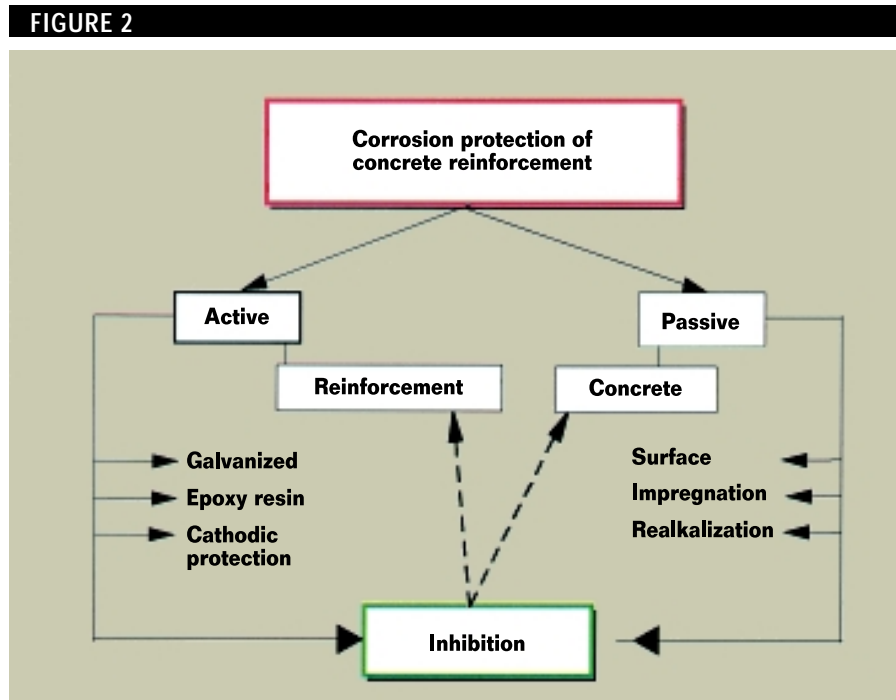 FIGURE 2
Corrosion protection of
concrete reinforcement
Active
Passive
Reinforcement
Concrete
Galvanized
Epoxy resin
Cathodic
protection
Surface
Impregnation
Realkalization
Inhibition